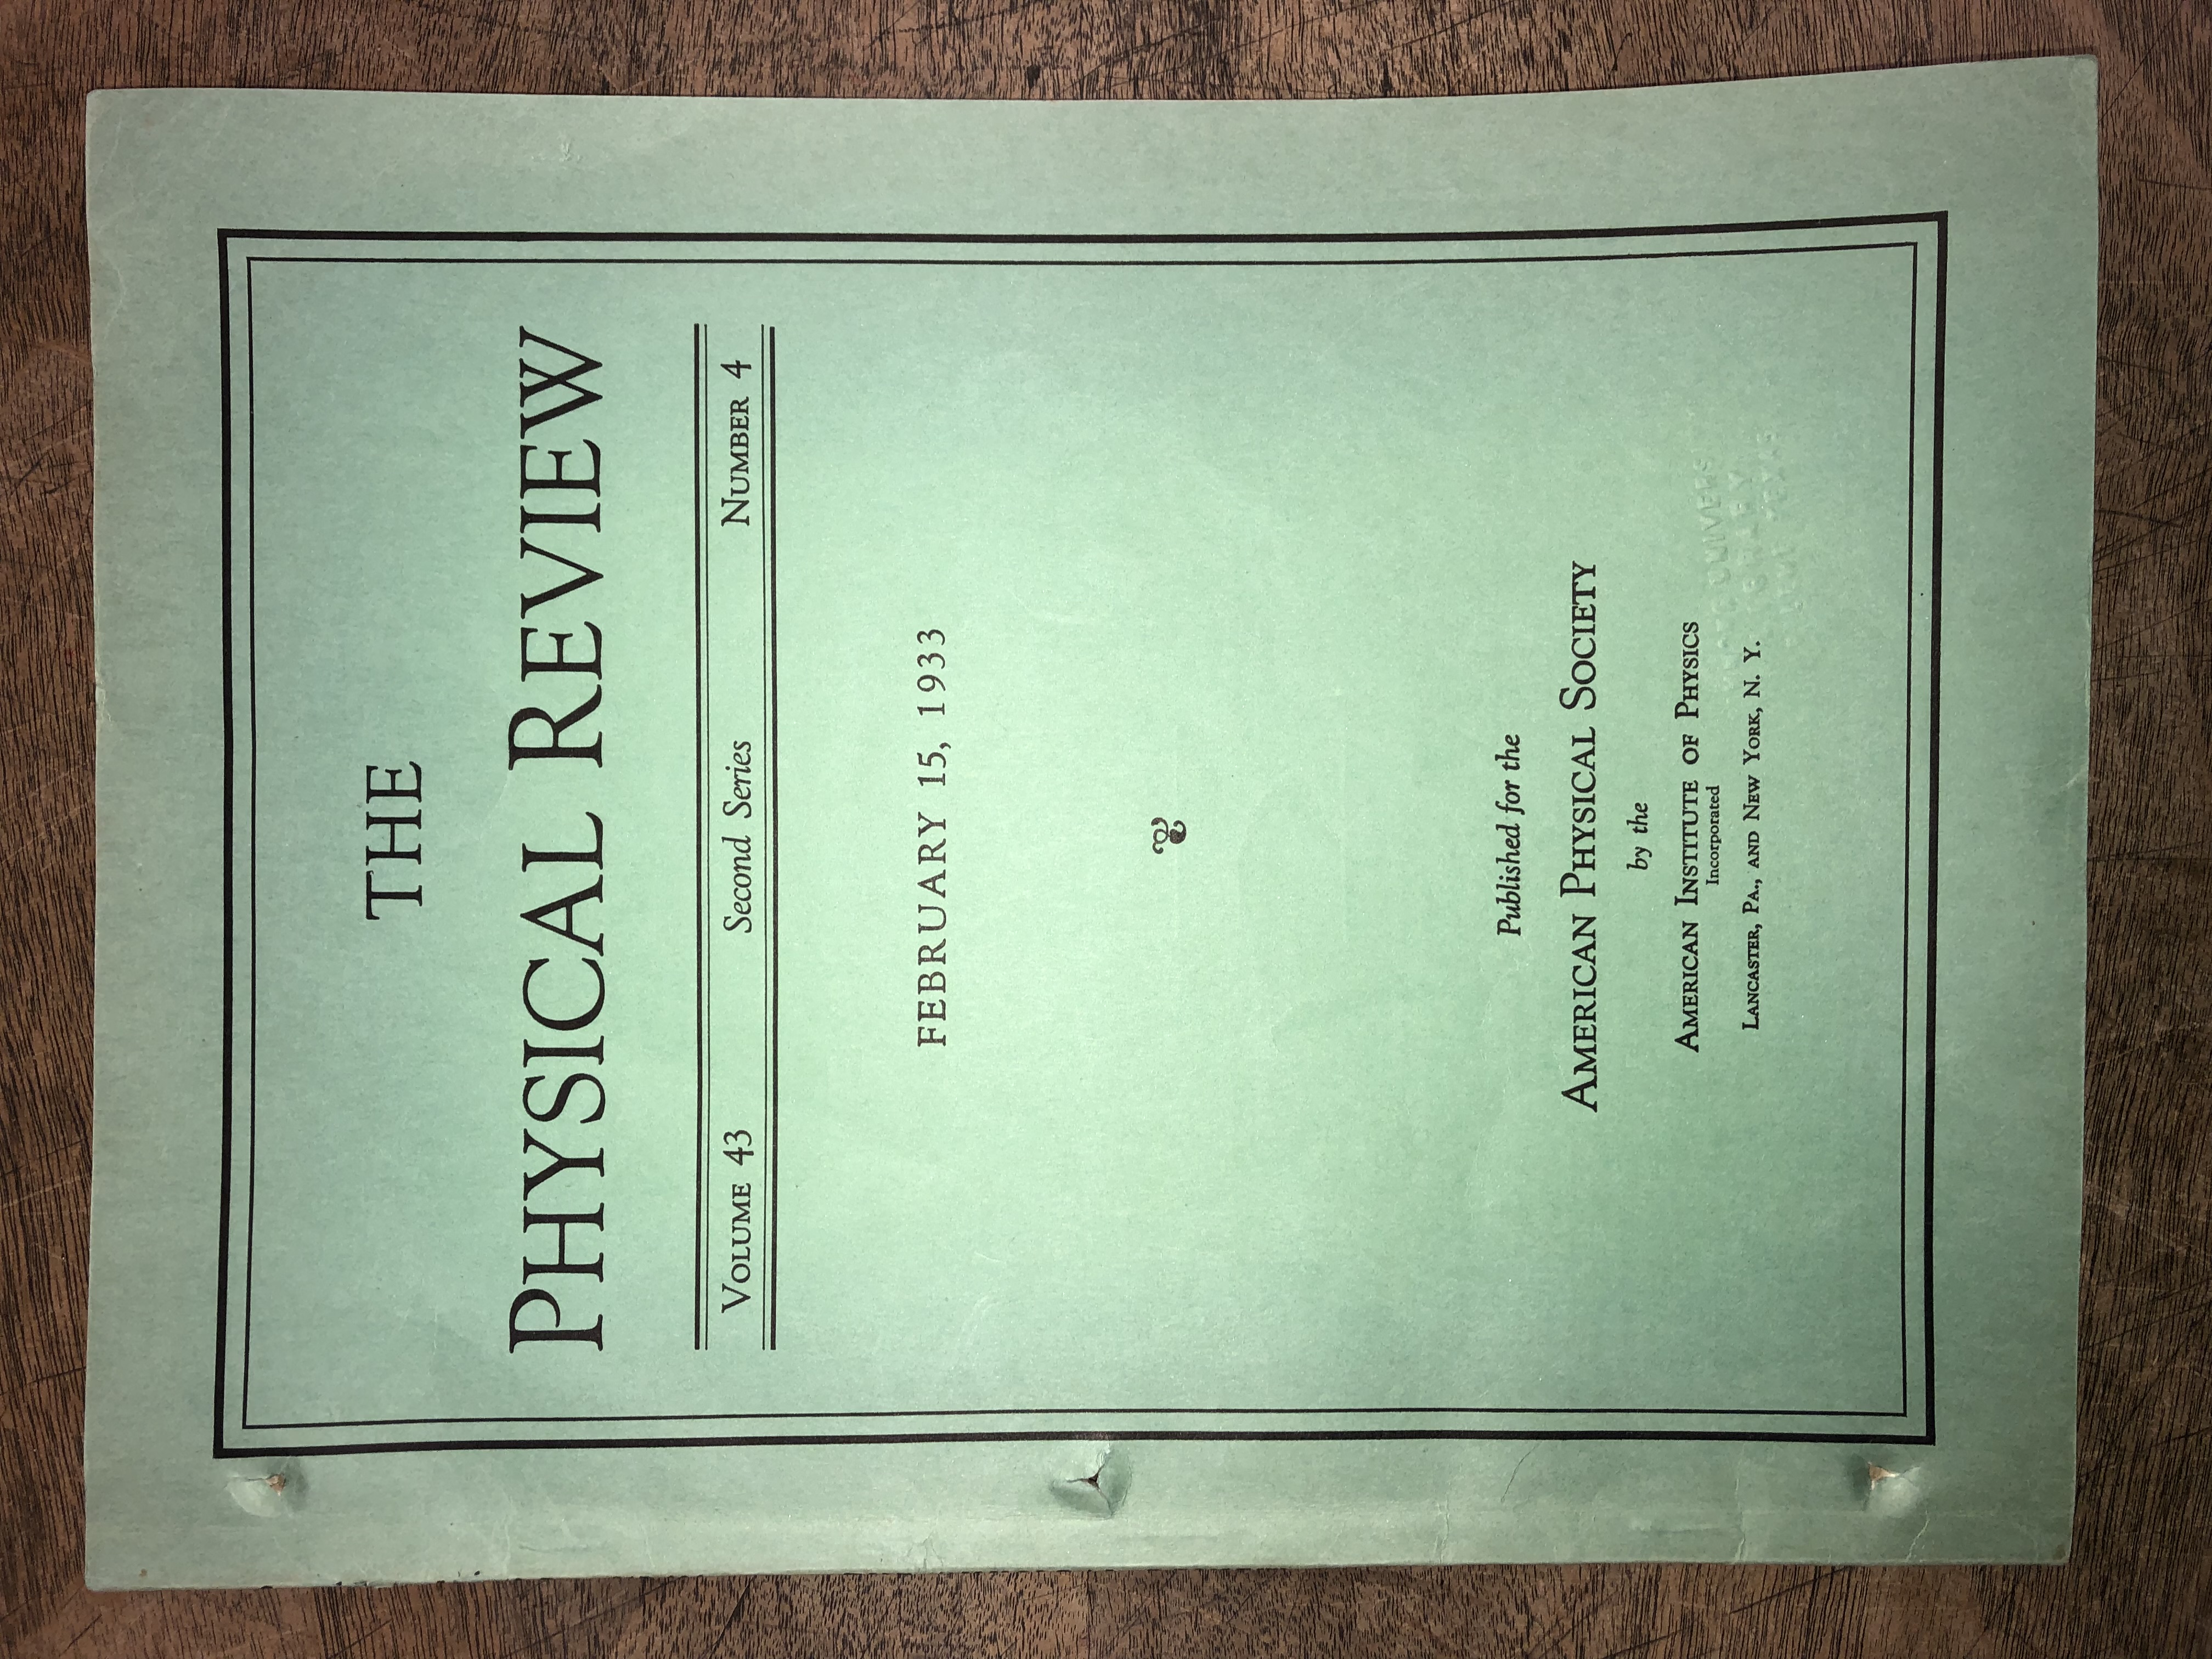 THE
PHYSICAL REVIEW
VOLUME 43 Second Series NUMBER 4
FEBRUARY 15, 1933
Published for the
AMERICAN PHYSICAL SOCIETY
by the
AMERICAN INSTITUTE OF PHYSICS
Incorporated
LANCASTER, PA., AND NEW YORK, N. Y.